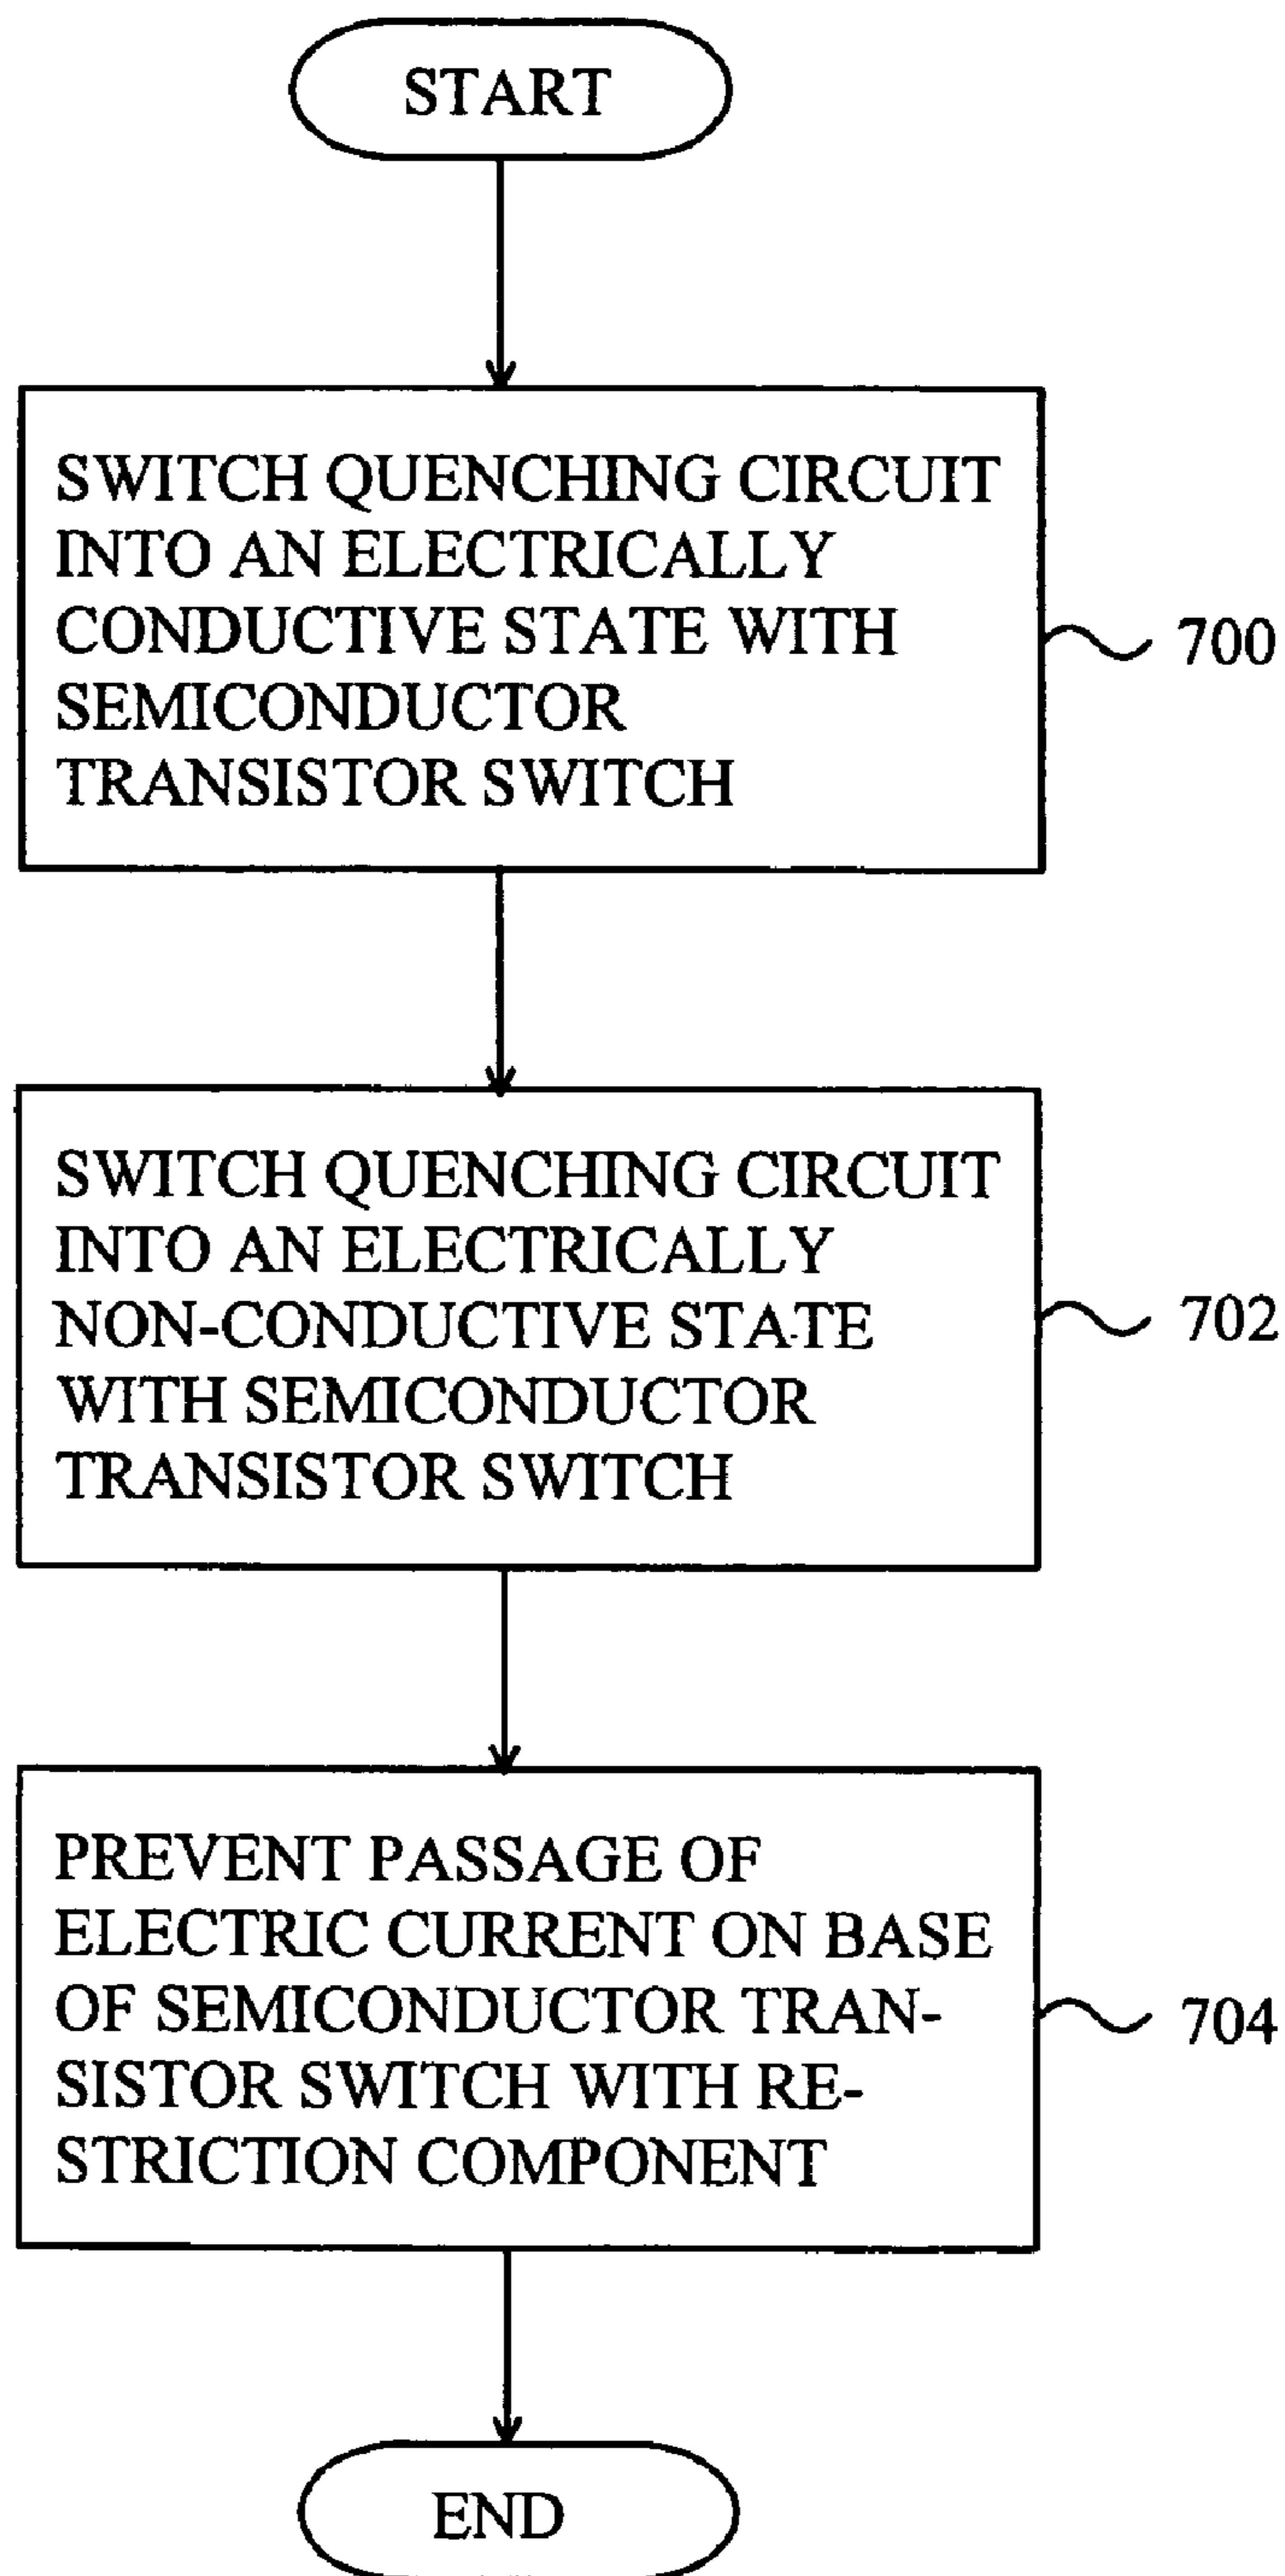 START
SWITCH QUENCHING CIRCUIT
INTO AN ELECTRICALLY
CONDUCTIVE STATE WITH
SEMICONDUCTOR
TRANSISTOR SWITCH
700
SWITCH QUENCHING CIRCUIT
INTO AN ELECTRICALLY
NON-CONDUCTIVE STATE
WITH SEMICONDUCTOR
TRANSISTOR SWITCH
702
PREVENT PASSAGE OF
ELECTRIC CURRENT ON BASE
OF SEMICONDUCTOR TRAN-
SISTOR SWITCH WITH RE-
STRICTION COMPONENT
704
END